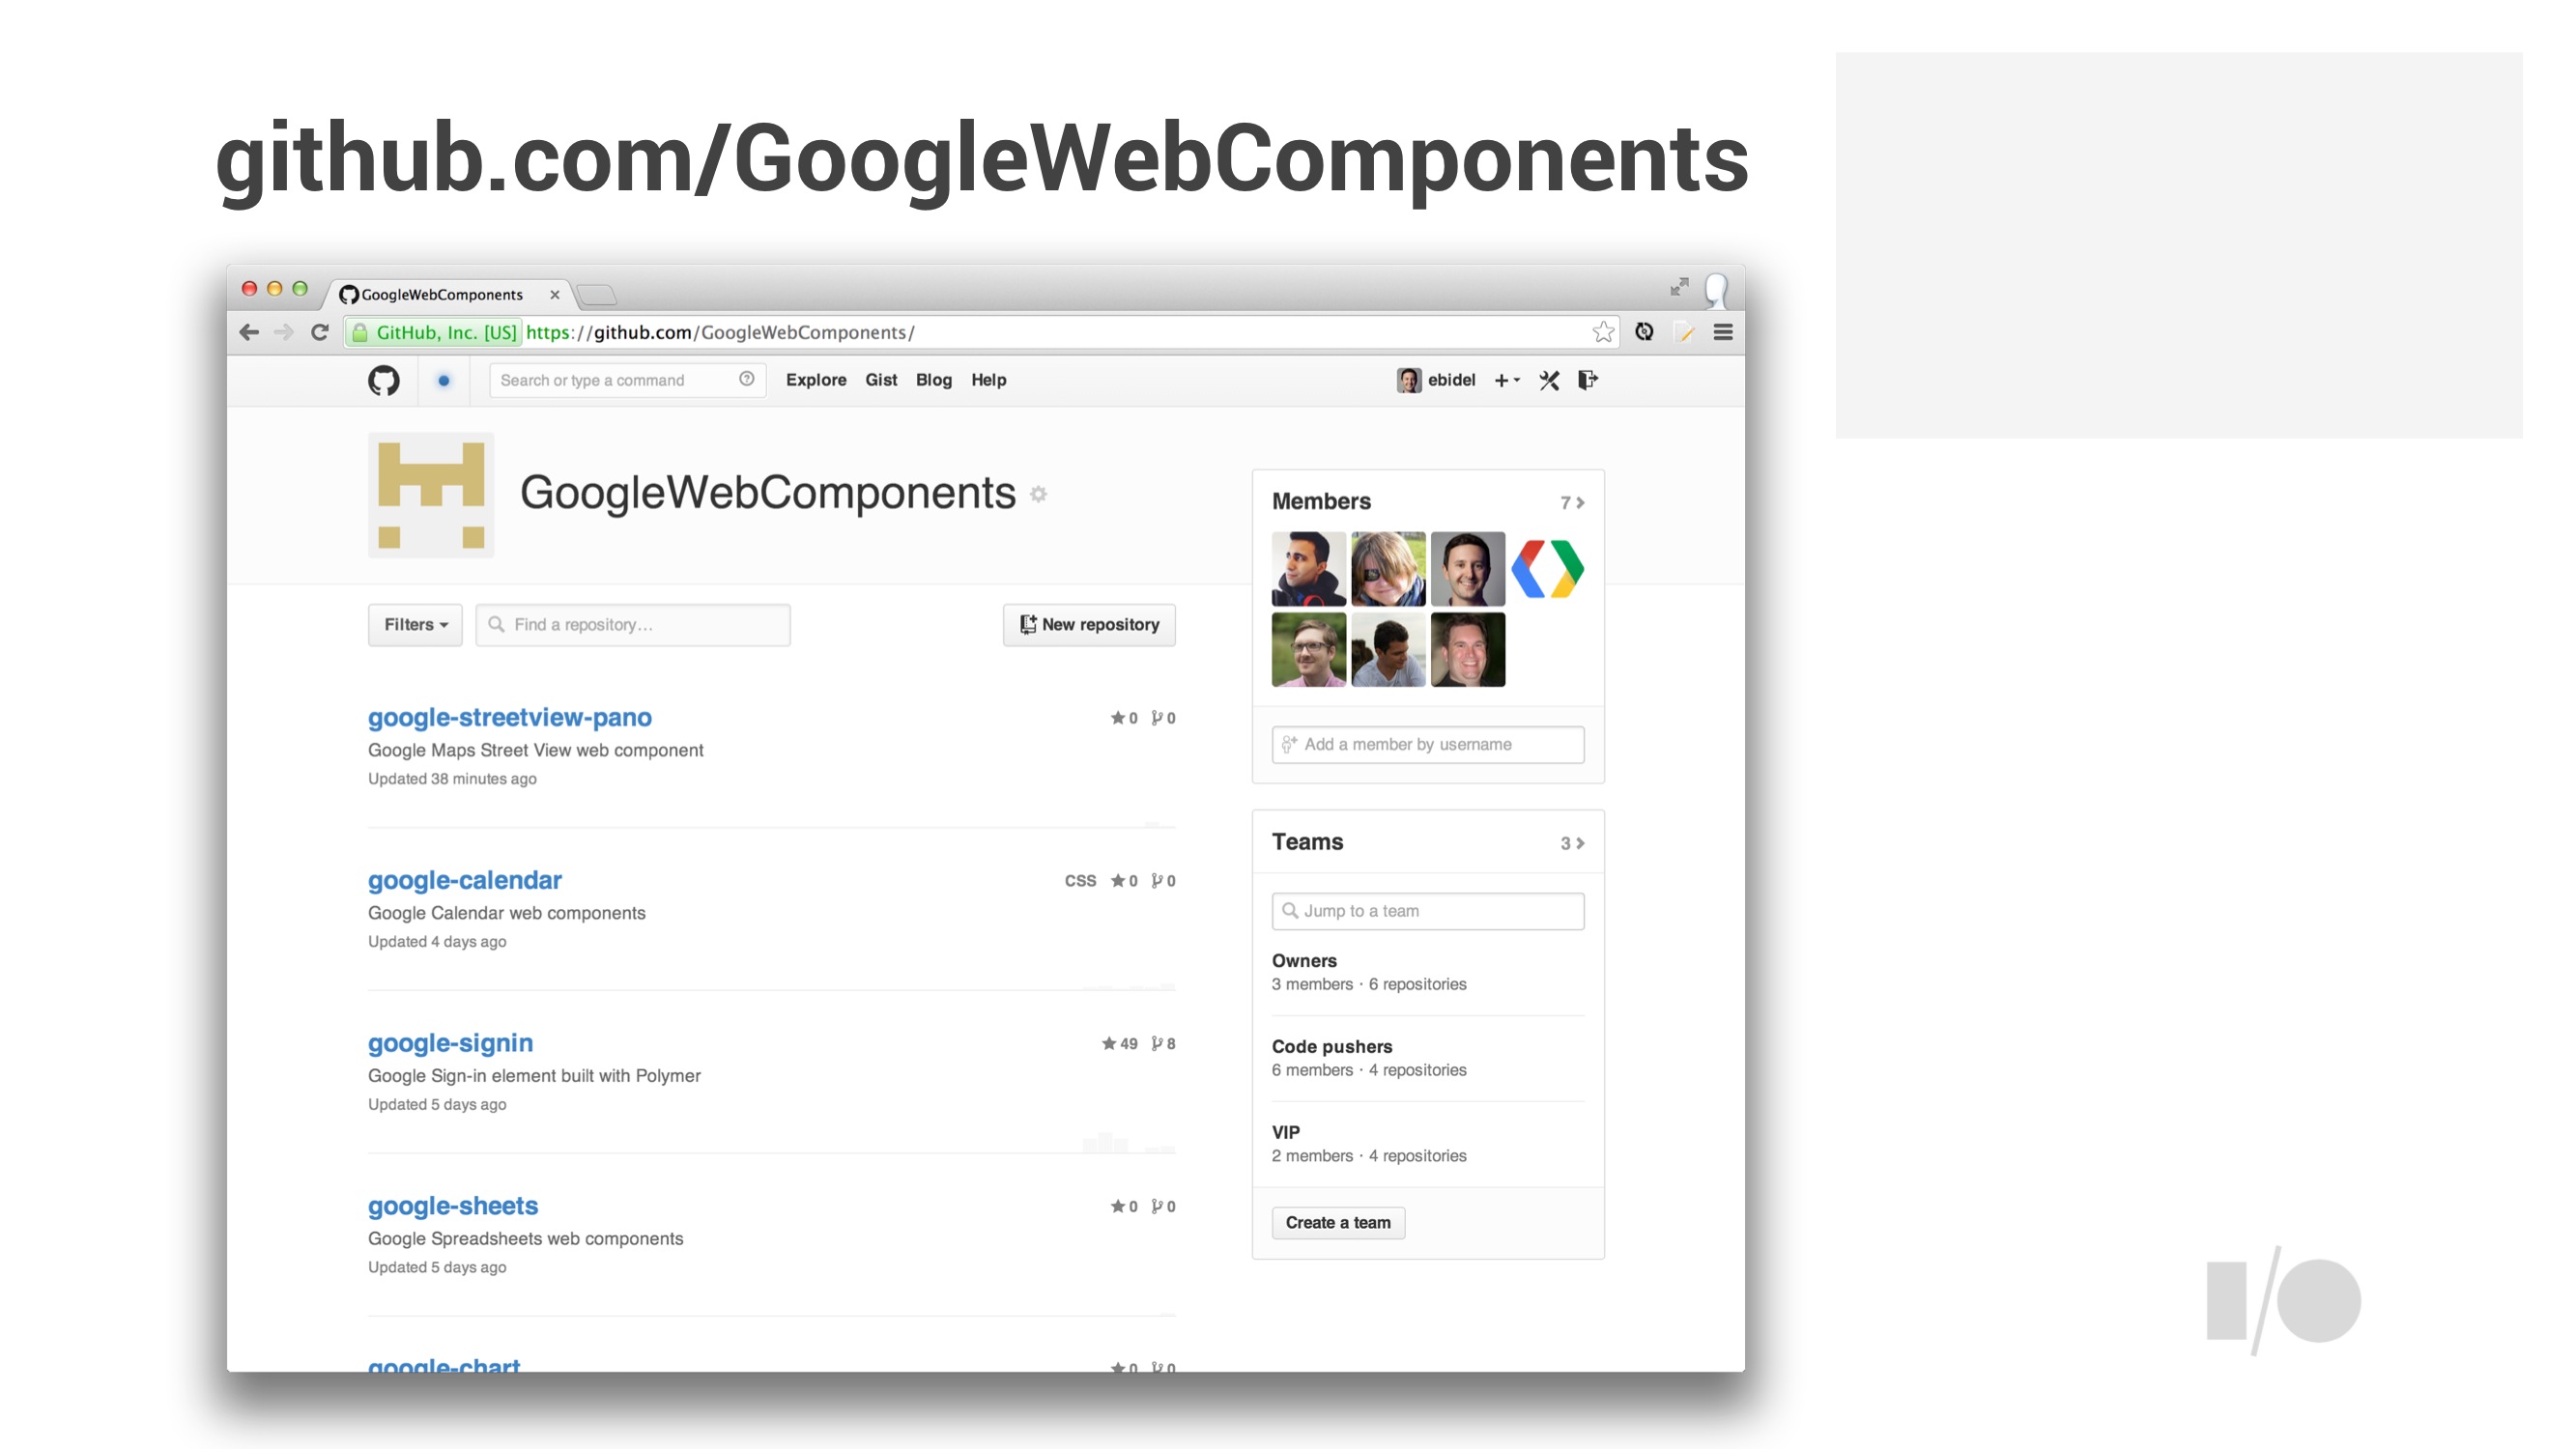 github.com/GoogleWebComponents
GoogleWebComponents
GitHub, Inc. [US] https://github.com/GoogleWebComponents/
Search or type a command
Explore Gist Blog Help
ebidel
GoogleWebComponents
Filters
Find a repository...
New repository
google-streetview-pano
0 0
Google Maps Street View web component
Updated 38 minutes ago
google-calendar
CSS 0 0
Google Calendar web components
Updated 4 days ago
google-signin
49 8
Google Sign-in element built with Polymer
Updated 5 days ago
google-sheets
0 0
Google Spreadsheets web components
Updated 5 days ago
google-chart
0 0
Members 7
Add a member by username
Teams 3
Jump to a team
Owners
3 members · 6 repositories
Code pushers
6 members · 4 repositories
VIP
2 members · 4 repositories
Create a team
I/O